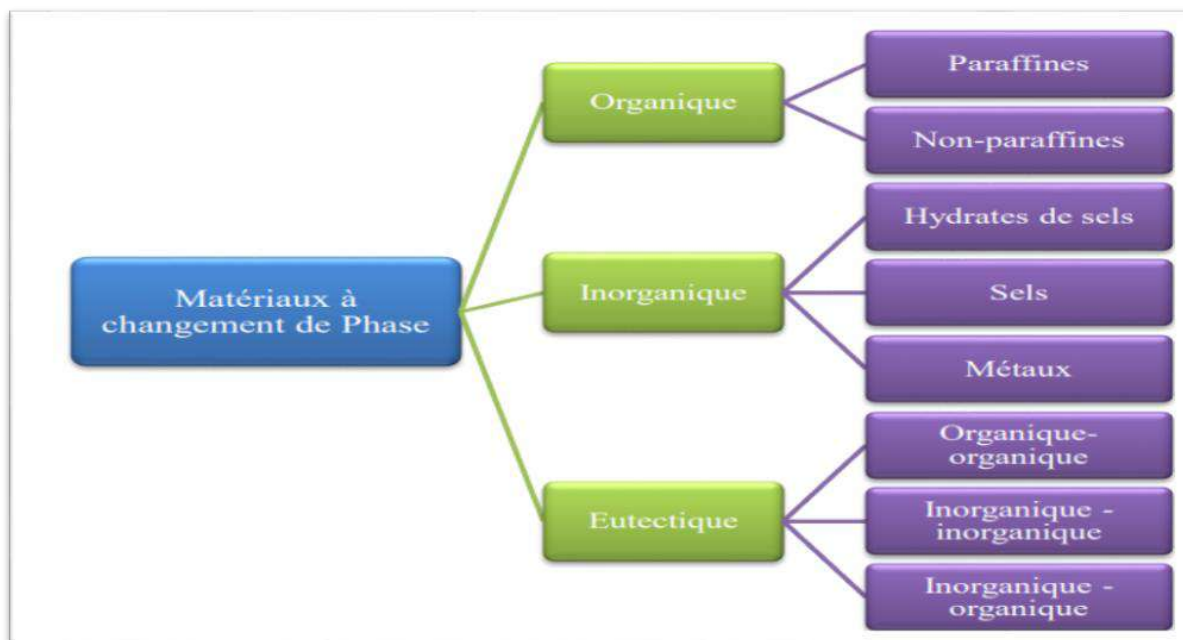 Matériaux à
changement de Phase
Organique
Paraffines
Non-paraffines
Inorganique
Hydrates de sels
Sels
Métaux
Eutectique
Organique-
organique
Inorganique -
inorganique
Inorganique -
organique